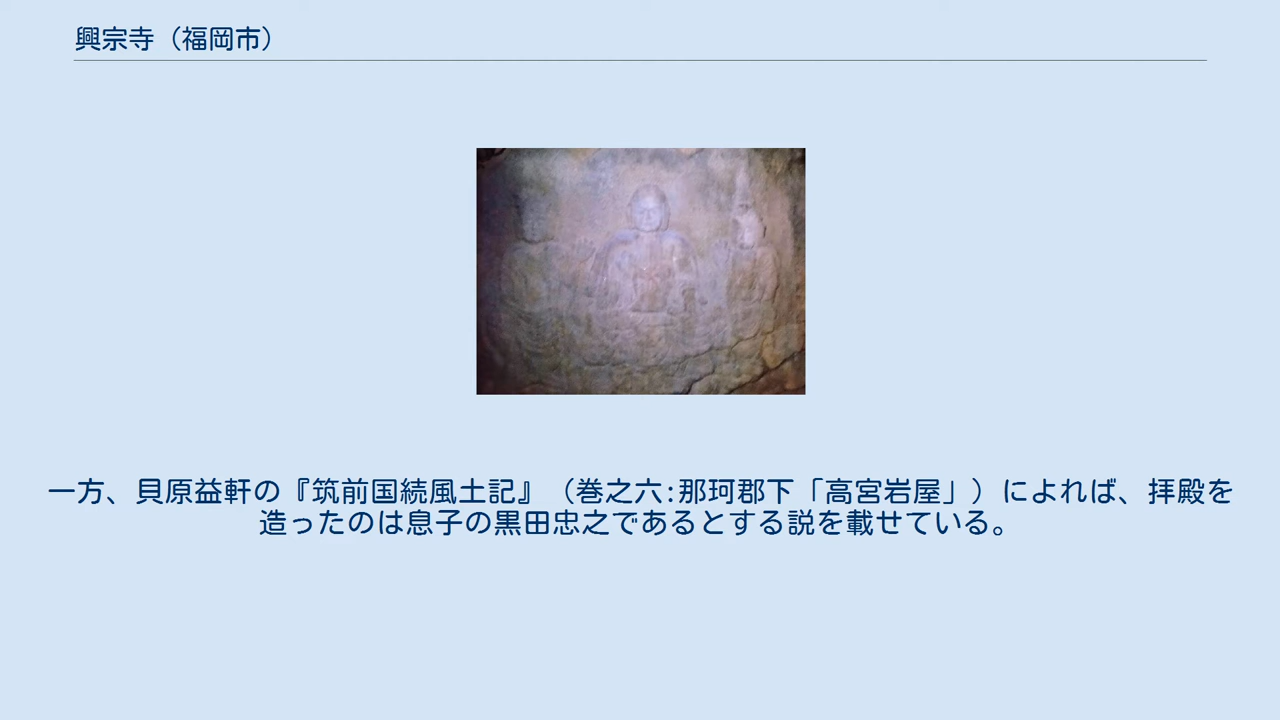 興宗寺（福岡市）
一方、貝原益軒の『筑前国続風土記』（巻之六:那珂郡下「高宮岩屋」）によれば、拝殿を
造ったのは息子の黒田忠之であるとする説を載せている。